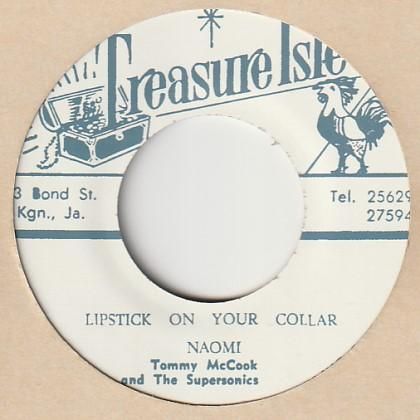 Treasure Isle
3 Bond St.
Kgn., Ja.
Tel. 25629
27594
LIPSTICK ON YOUR COLLAR
NAOMI
Tommy McCook
and The Supersonics